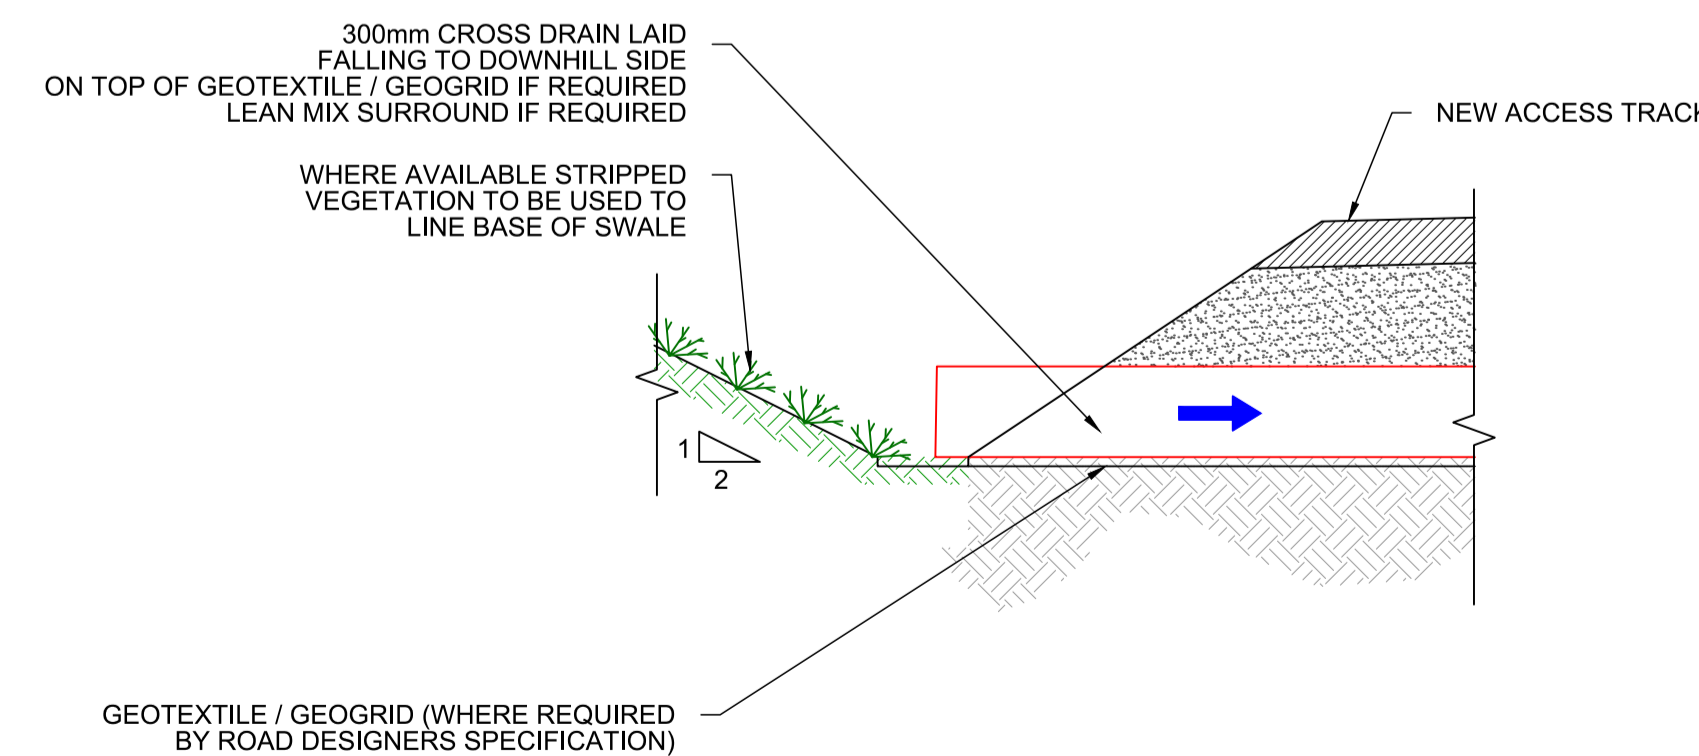 300mm CROSS DRAIN LAID
FALLING TO DOWNHILL SIDE
ON TOP OF GEOTEXTILE / GEOGRID IF REQUIRED
LEAN MIX SURROUND IF REQUIRED
NEW ACCESS TRACK
WHERE AVAILABLE STRIPPED
VEGETATION TO BE USED TO
LINE BASE OF SWALE
1
2
GEOTEXTILE / GEOGRID (WHERE REQUIRED
BY ROAD DESIGNERS SPECIFICATION)